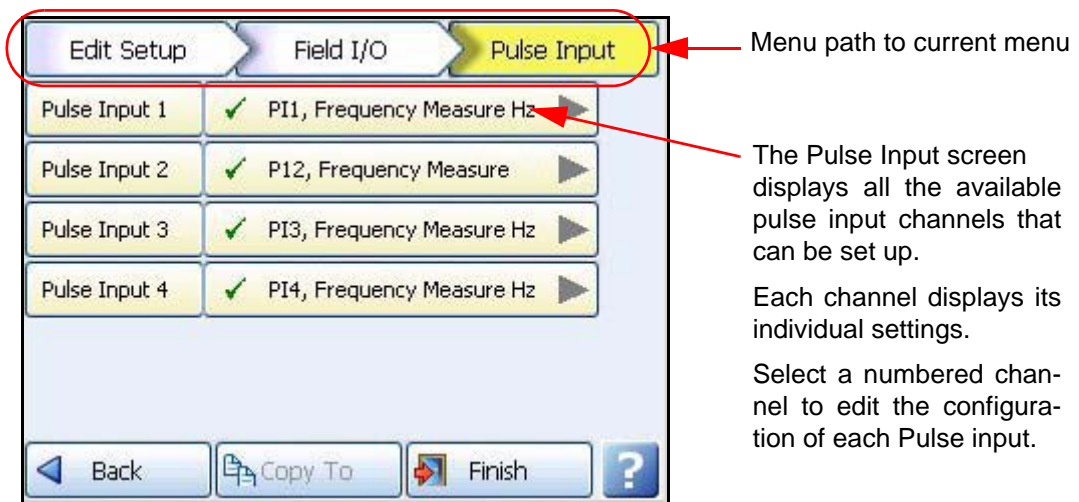 Edit Setup Field I/O Pulse Input
Menu path to current menu
Pulse Input 1 PI1, Frequency Measure Hz
Pulse Input 2 P12, Frequency Measure
Pulse Input 3 PI3, Frequency Measure Hz
Pulse Input 4 PI4, Frequency Measure Hz
The Pulse Input screen
displays all the available
pulse input channels that
can be set up.
Each channel displays its
individual settings.
Select a numbered chan-
nel to edit the configura-
tion of each Pulse input.
Back Copy To Finish ?